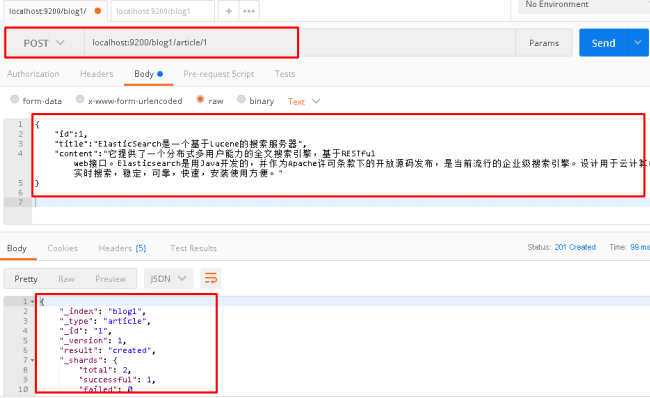 localhost:9200/blog1/
localhost:9200/blog1
No Environment
POST
localhost:9200/blog1/article/1
Params
Send
Authorization
Headers
Body
Pre-request Script
Tests
form-data
x-www-form-urlencoded
raw
binary
Text
1 {
2 "id":1,
3 "title":"ElasticSearch是一个基于Lucene的搜索服务器",
4 "content":"它提供了一个分布式多用户能力的全文搜索引擎，基于RESTful
web接口。Elasticsearch是用Java开发的，并作为Apache许可条款下的开放源码发布，是当前流行的企业级搜索引擎。设计用于云计算
实时搜索，稳定，可靠，快速，安装使用方便。"
5 }
6
7
Body
Cookies
Headers (5)
Test Results
Status: 201 Created
Time: 99 ms
Pretty
Raw
Preview
JSON
1 {
2 "_index": "blog1",
3 "_type": "article",
4 "_id": "1",
5 "_version": 1,
6 "result": "created",
7 "_shards": {
8 "total": 2,
9 "successful": 1,
10 "failed": 0